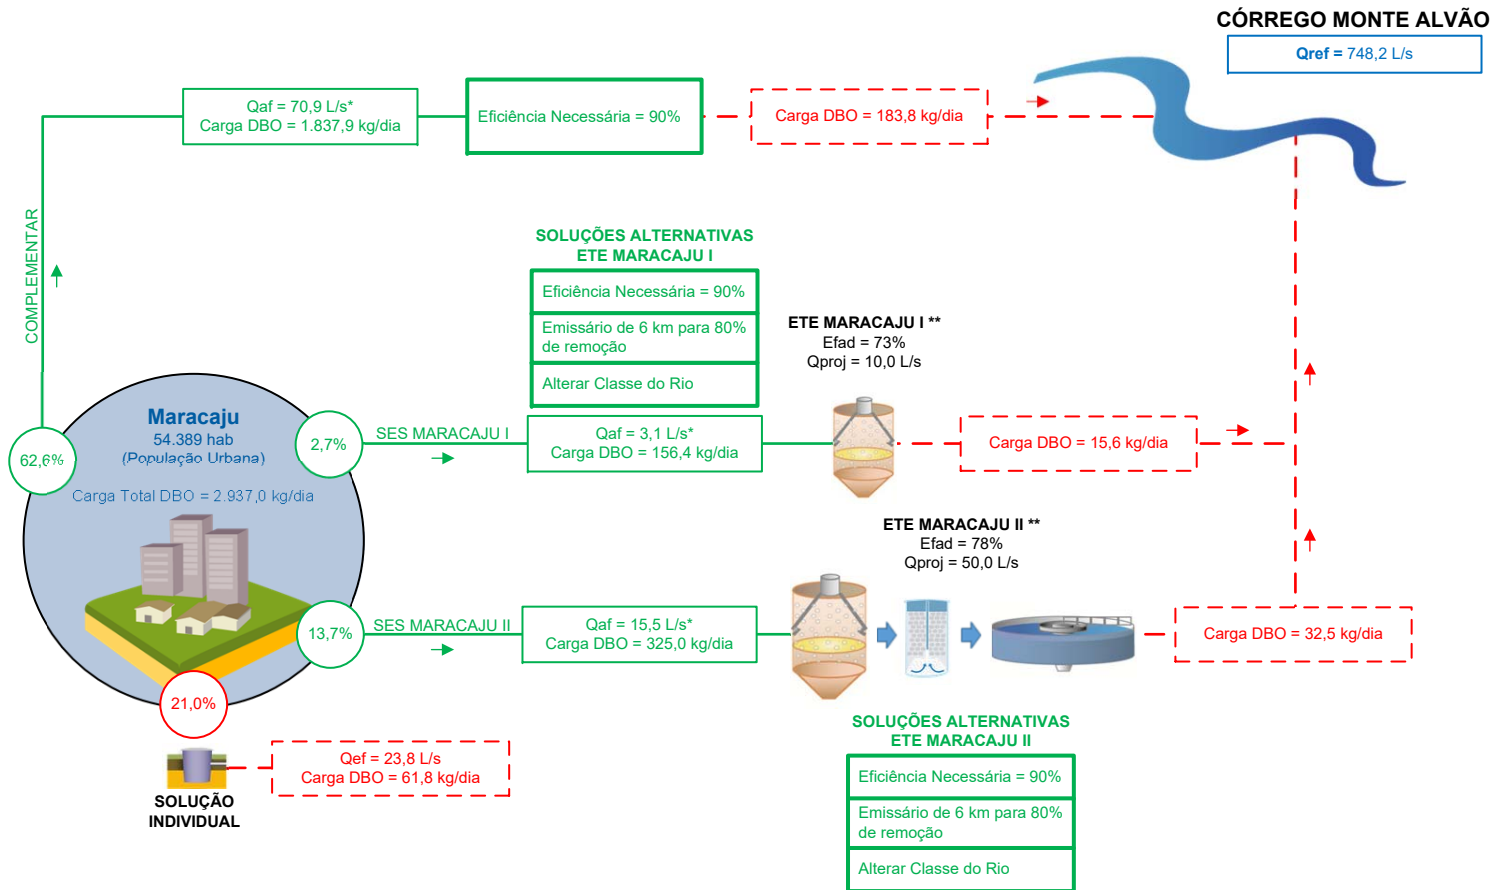 CÓRREGO MONTE ALVÃO
Qref = 748,2 L/s
Qaf = 70,9 L/s*
Carga DBO = 1.837,9 kg/dia
Eficiência Necessária = 90%
Carga DBO = 183,8 kg/dia
COMPLEMENTAR
SOLUÇÕES ALTERNATIVAS
ETE MARACAJU I
Eficiência Necessária = 90%
Emissário de 6 km para 80%
de remoção
Alterar Classe do Rio
ETE MARACAJU I **
Efad = 73%
Qproj = 10,0 L/s
Maracaju
54.389 hab
(População Urbana)
Carga Total DBO = 2.937,0 kg/dia
62,6%
2,7%
SES MARACAJU I
Qaf = 3,1 L/s*
Carga DBO = 156,4 kg/dia
Carga DBO = 15,6 kg/dia
ETE MARACAJU II **
Efad = 78%
Qproj = 50,0 L/s
13,7%
SES MARACAJU II
Qaf = 15,5 L/s*
Carga DBO = 325,0 kg/dia
Carga DBO = 32,5 kg/dia
21,0%
Qef = 23,8 L/s
Carga DBO = 61,8 kg/dia
SOLUÇÃO
INDIVIDUAL
SOLUÇÕES ALTERNATIVAS
ETE MARACAJU II
Eficiência Necessária = 90%
Emissário de 6 km para 80%
de remoção
Alterar Classe do Rio